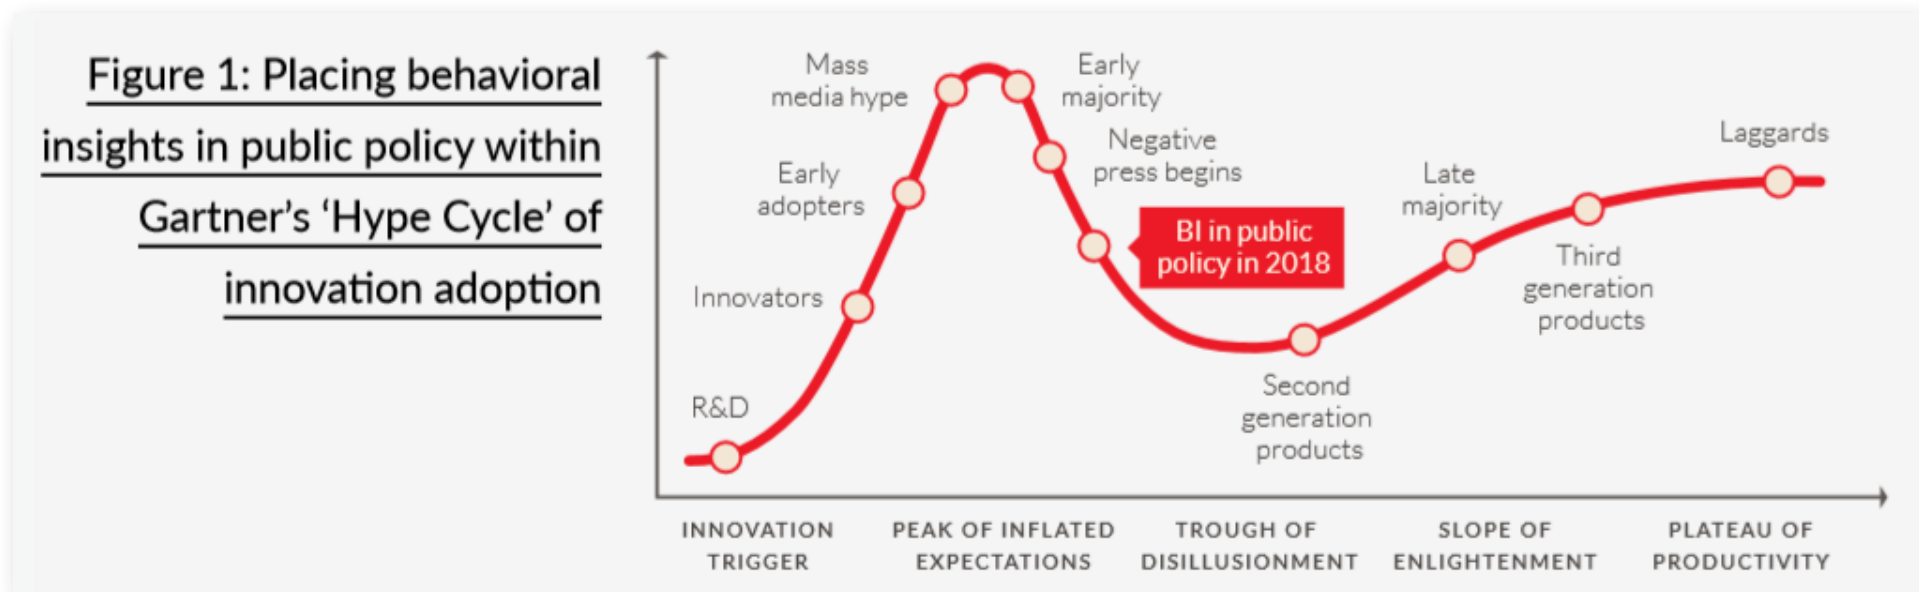 Figure 1: Placing behavioral
insights in public policy within
Gartner’s ‘Hype Cycle’ of
innovation adoption
Mass
media hype
Early
majority
Negative
press begins
Early
adopters
BI in public
policy in 2018
Innovators
R&D
Second
generation
products
Late
majority
Third
generation
products
Laggards
INNOVATION
TRIGGER
PEAK OF INFLATED
EXPECTATIONS
TROUGH OF
DISILLUSIONMENT
SLOPE OF
ENLIGHTENMENT
PLATEAU OF
PRODUCTIVITY